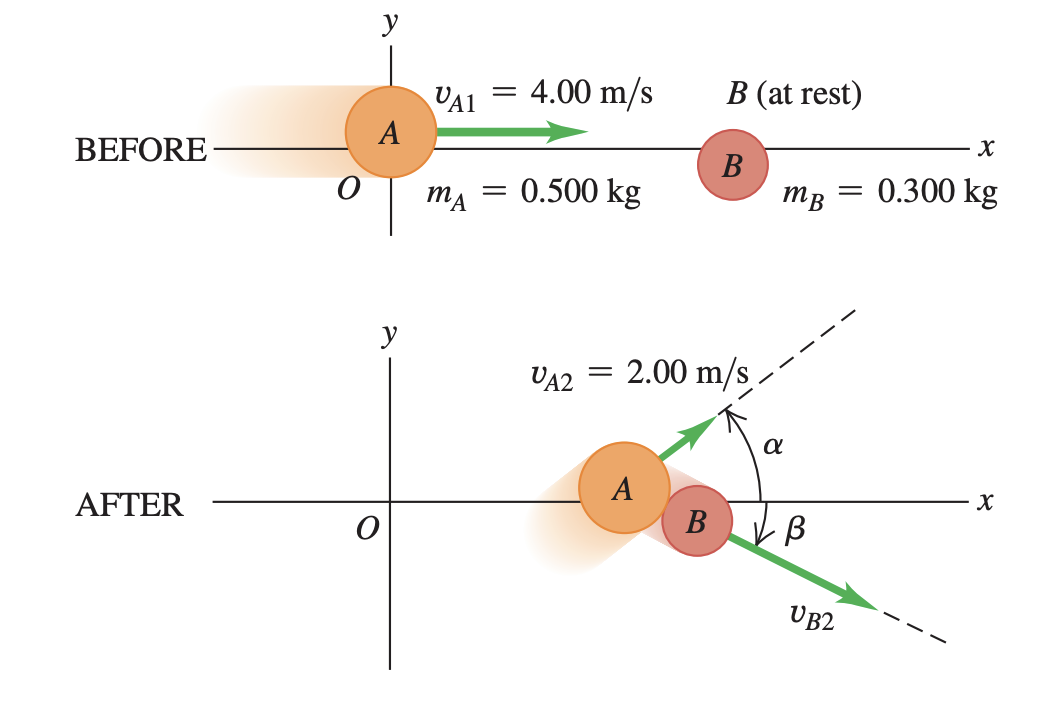 y
v_A1 = 4.00 m/s
B (at rest)
A
BEFORE
x
B
O
m_A = 0.500 kg
m_B = 0.300 kg
y
v_A2 = 2.00 m/s
α
A
AFTER
x
O
B
β
v_B2